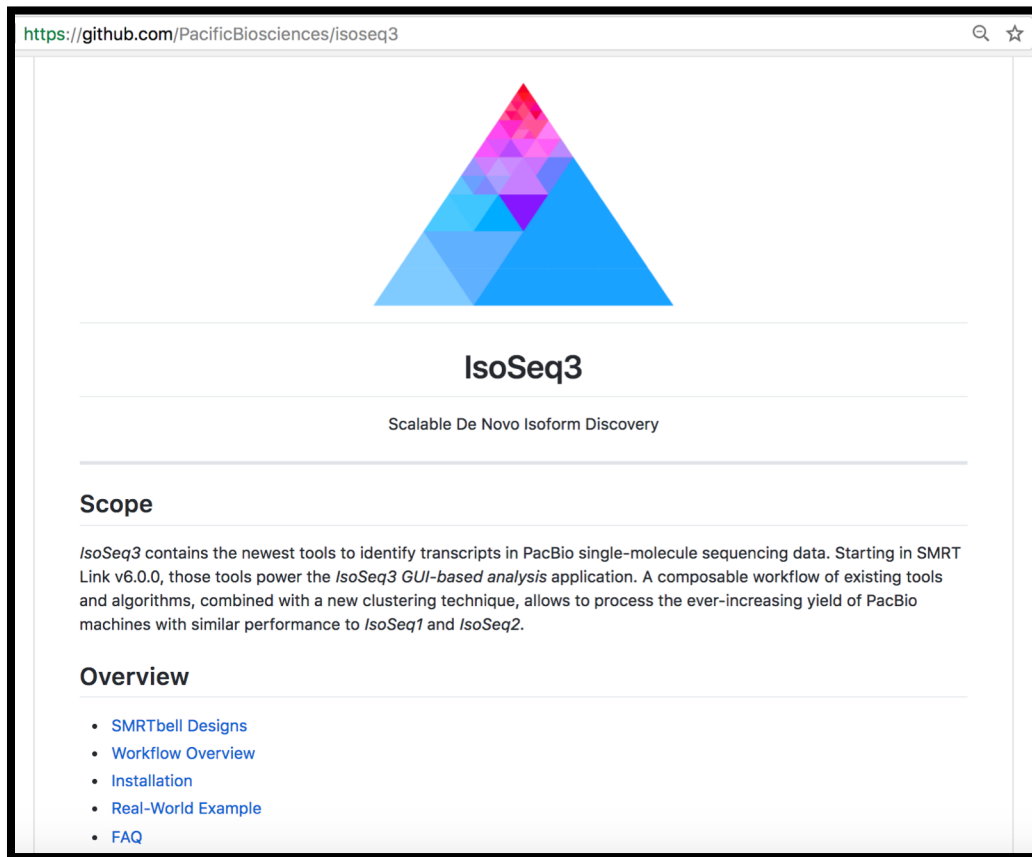 https://github.com/PacificBiosciences/isoseq3
IsoSeq3
Scalable De Novo Isoform Discovery
Scope
IsoSeq3 contains the newest tools to identify transcripts in PacBio single-molecule sequencing data. Starting in SMRT
Link v6.0.0, those tools power the IsoSeq3 GUI-based analysis application. A composable workflow of existing tools
and algorithms, combined with a new clustering technique, allows to process the ever-increasing yield of PacBio
machines with similar performance to IsoSeq1 and IsoSeq2.
Overview
• SMRTbell Designs
• Workflow Overview
• Installation
• Real-World Example
• FAQ